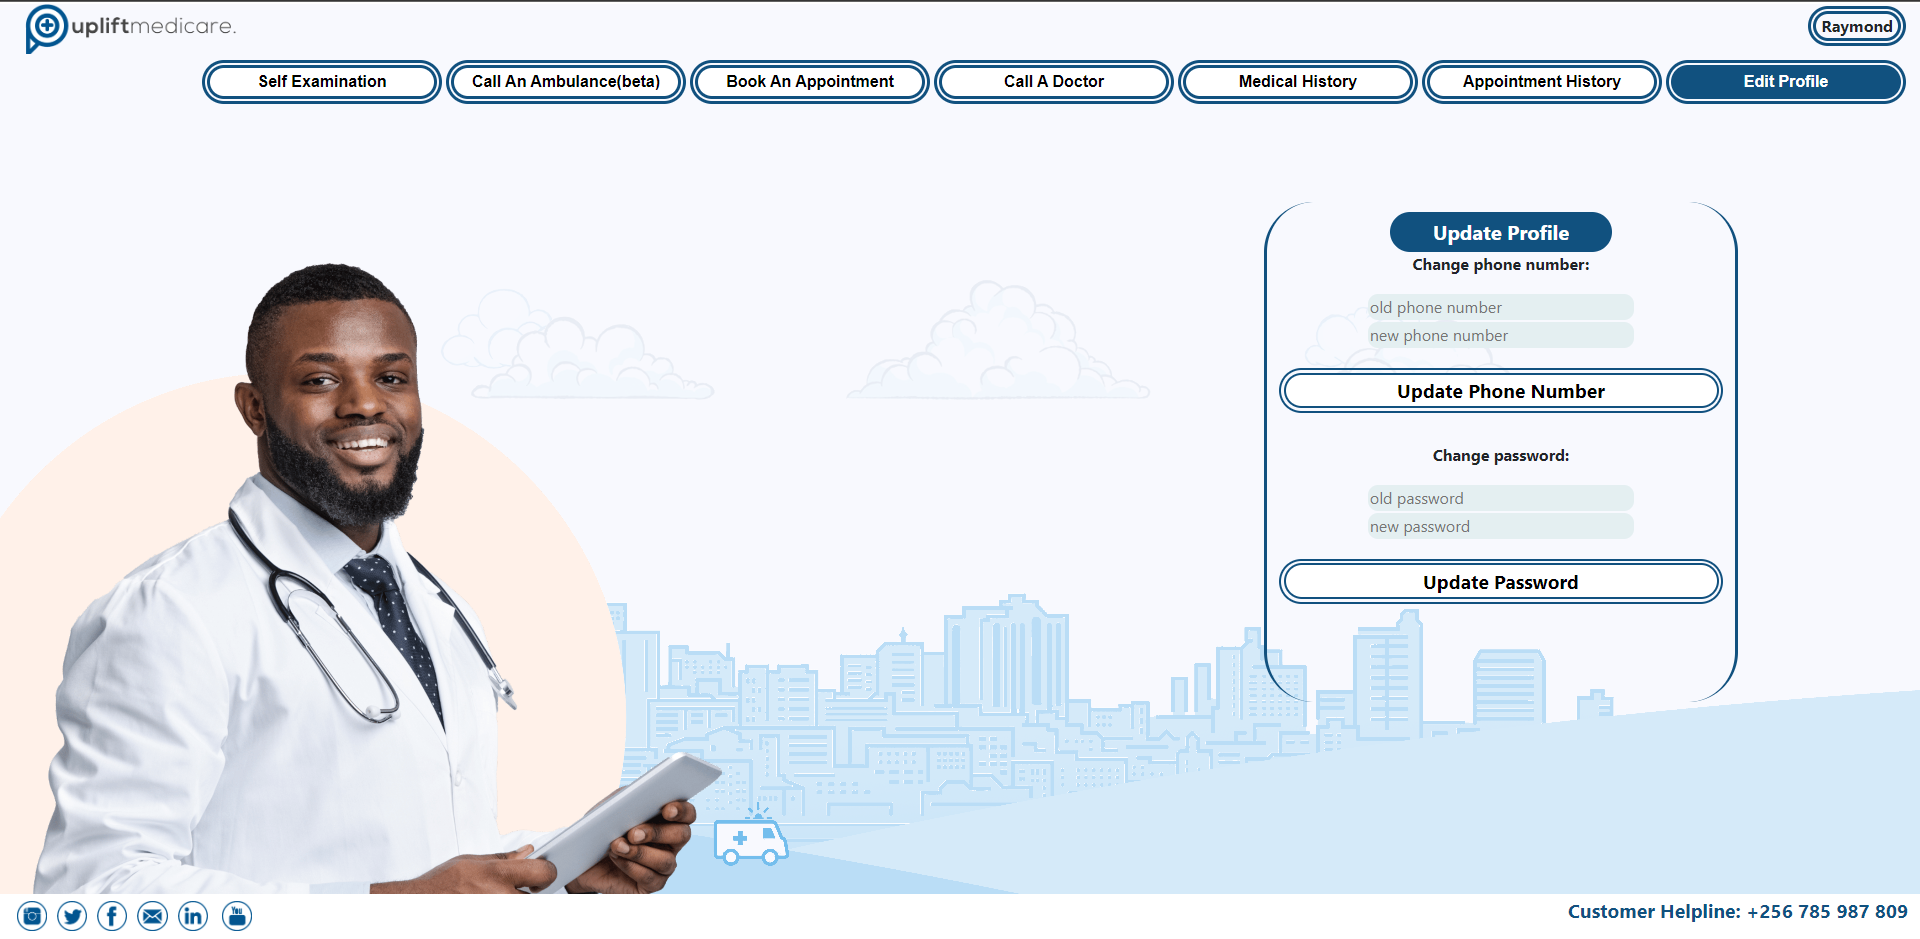 upliftmedicare.
Raymond
Self Examination
Call An Ambulance(beta)
Book An Appointment
Call A Doctor
Medical History
Appointment History
Edit Profile
Update Profile
Change phone number:
old phone number
new phone number
Update Phone Number
Change password:
old password
new password
Update Password
You
Customer Helpline: +256 785 987 809